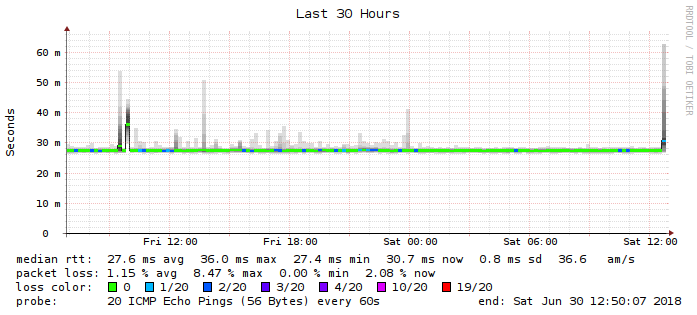 Last 30 Hours
RRDTOOL / TOBI OETIKER
Seconds
60 m
50 m
40 m
30 m
20 m
10 m
0
Fri 12:00 Fri 18:00 Sat 00:00 Sat 06:00 Sat 12:00
median rtt: 27.6 ms avg 36.0 ms max 27.4 ms min 30.7 ms now 0.8 ms sd 36.6 am/s
packet loss: 1.15 % avg 8.47 % max 0.00 % min 2.08 % now
loss color: 0 1/20 2/20 3/20 4/20 10/20 19/20
probe: 20 ICMP Echo Pings (56 Bytes) every 60s end: Sat Jun 30 12:50:07 2018